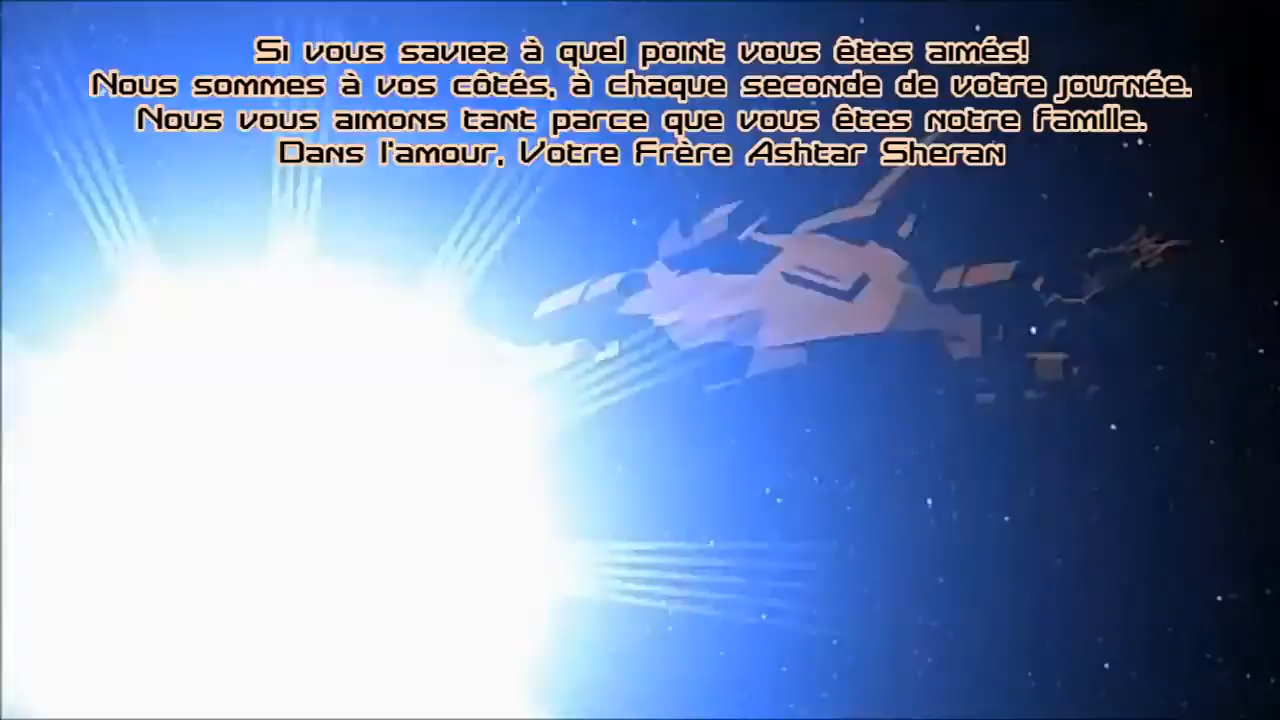 Si vous saviez à quel point vous êtes aimés!
Nous sommes à vos côtés, à chaque seconde de votre journée.
Nous vous aimons tant parce que vous êtes notre famille.
Dans l'amour, Votre Frère Ashtar Sheran